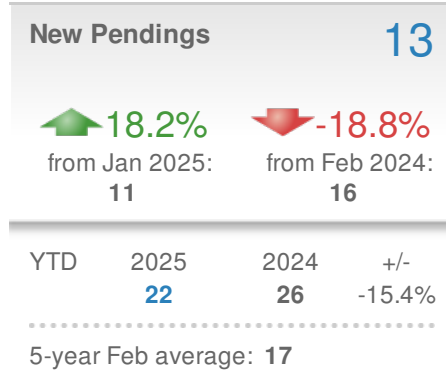 New Pendings 13
18.2% -18.8%
from Jan 2025: from Feb 2024:
11 16
YTD 2025 2024 +/-
22 26 -15.4%
5-year Feb average: 17